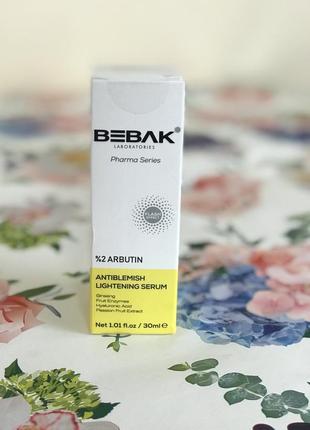 BEBAK®
LABORATORIES
Pharma Series
%2 ARBUTIN
ANTIBLEMISH
LIGHTENING SERUM
Ginseng
Fruit Enzymes
Hyaluronic Acid
Passion Fruit Extract
Net 1.01 fl.oz / 30ml ℮